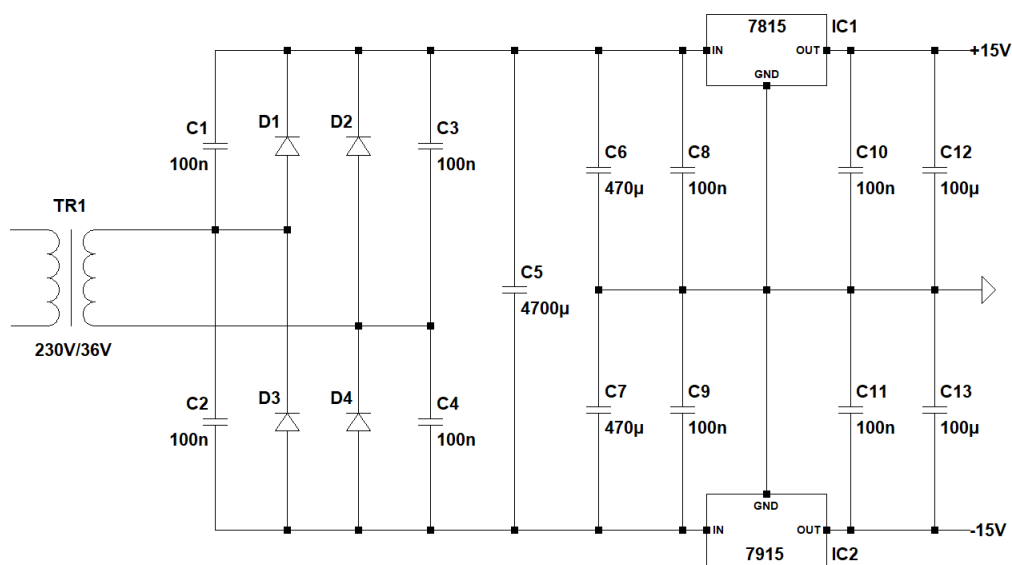 7815
IC1
IN
OUT
+15V
GND
C1
100n
D1
D2
C3
100n
C6
470µ
C8
100n
C10
100n
C12
100µ
TR1
230V/36V
C5
4700µ
C2
100n
D3
D4
C4
100n
C7
470µ
C9
100n
C11
100n
C13
100µ
GND
IN
OUT
-15V
7915
IC2